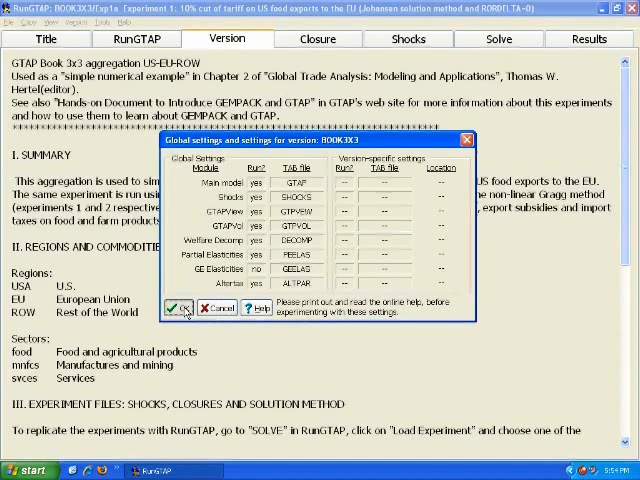 RunGTAP: BOOK3X3/Exp1a_Experiment 1: 10% cut of tariff on US food exports to the EU (Johansen solution method and RORDELTA-0)
File Copy View Version Tools Help
Title RunGTAP Version Closure Shocks Solve Results
GTAP Book 3x3 aggregation US-EU-ROW
Used as a "simple numerical example" in Chapter 2 of "Global Trade Analysis: Modeling and Applications", Thomas W.
Hertel(editor).
See also "Hands-on Document to Introduce GEMPACK and GTAP" in GTAP's web site for more information about this experiments
and how to use them to learn about GEMPACK and GTAP.
I. SUMMARY
This aggregation is used to sim US food exports to the EU.
The same experiment is run usin the non-linear Gragg method
(experiments 1 and 2 respective , export subsidies and import
taxes on food and farm products
II. REGIONS AND COMMODITIE
Regions:
USA U.S.
EU European Union
ROW Rest of the World
Sectors:
food Food and agricultural products
mnfcs Manufactures and mining
svces Services
III. EXPERIMENT FILES: SHOCKS, CLOSURES AND SOLUTION METHOD
To replicate the experiments with RunGTAP, go to "SOLVE" in RunGTAP, click on "Load Experiment" and choose one of the
Global settings and settings for version: BOOK3X3
Global Settings Version-specific settings
Module Run? TAB file Run? TAB file Location
Main model yes GTAP -- -- --
Shocks yes SHOCKS -- -- --
GTAPView yes GTPVEW -- -- --
GTAPVol yes GTPVOL -- -- --
Welfare Decomp yes DECOMP -- -- --
Partial Elasticities yes PEELAS -- -- --
GE Elasticities no GEELAS -- -- --
Altertax yes ALTPAR -- -- --
OK Cancel Help Please print out and read the online help, before
experimenting with these settings.
start RunGTAP 5:54 PM